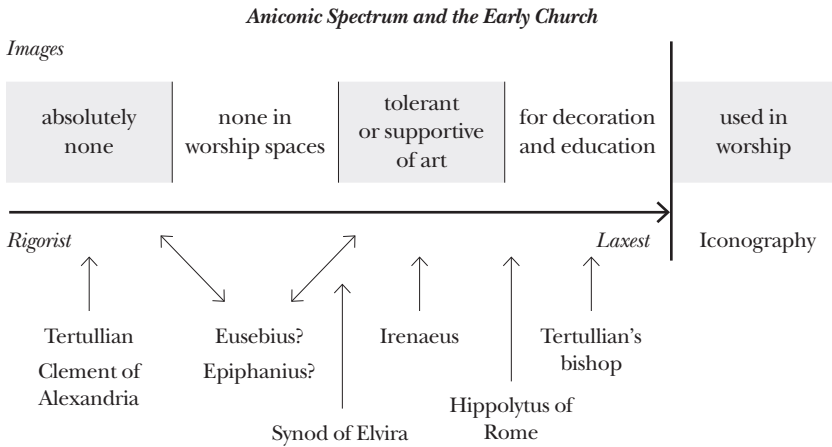 Aniconic Spectrum and the Early Church
Images
absolutely
none
none in
worship spaces
tolerant
or supportive
of art
for decoration
and education
used in
worship
Rigorist
Laxest
Iconography
Tertullian
Clement of
Alexandria
Eusebius?
Epiphanius?
Synod of Elvira
Irenaeus
Hippolytus of
Rome
Tertullian's
bishop